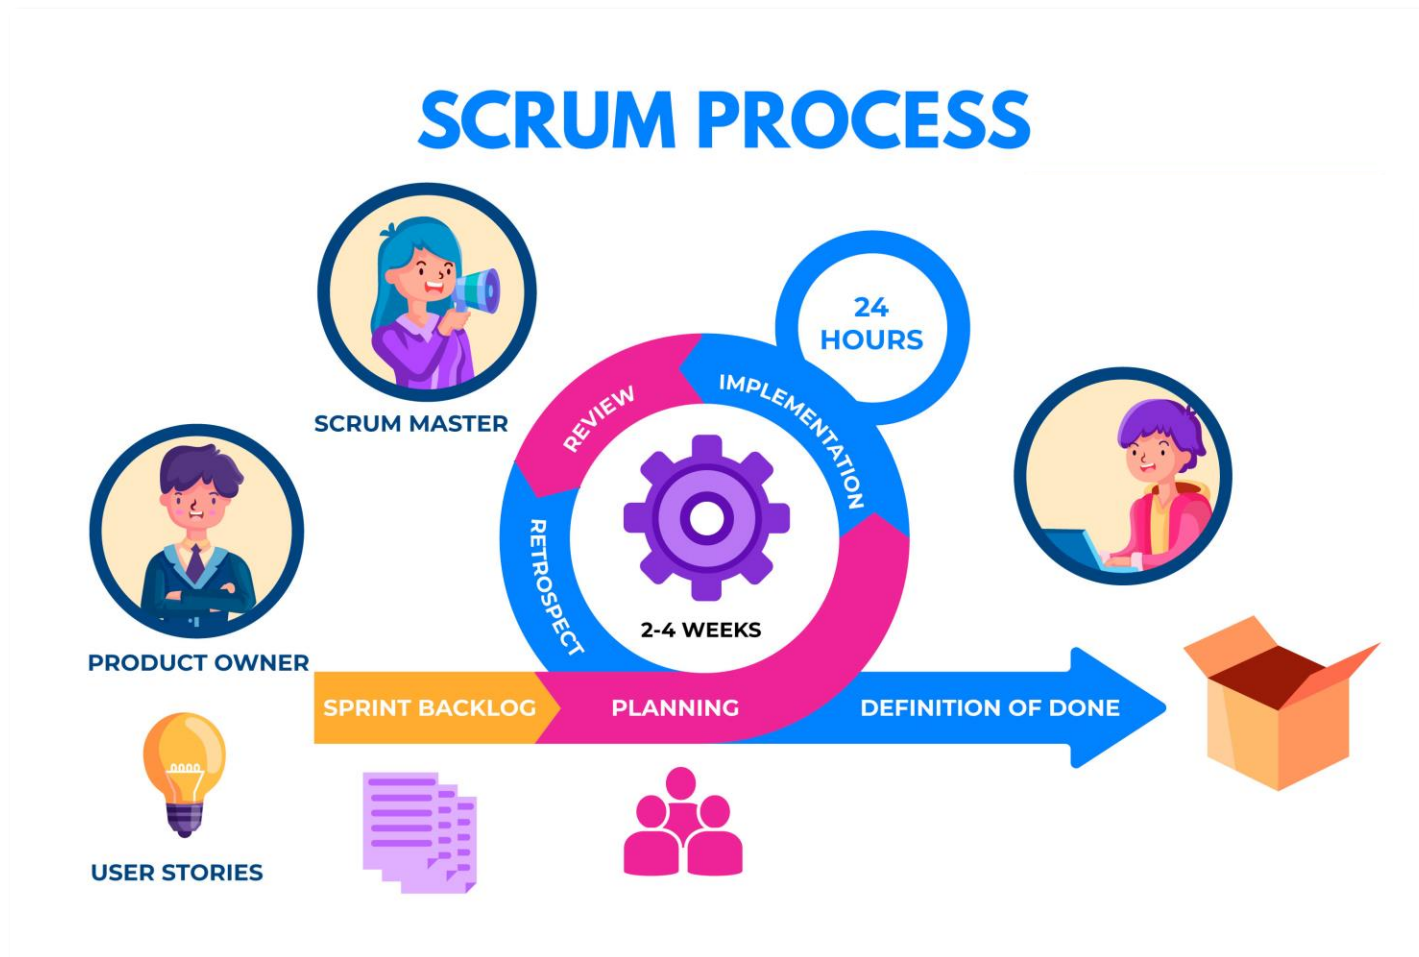 SCRUM PROCESS
24
HOURS
IMPLEMENTATION
REVIEW
SCRUM MASTER
RETROSPECT
2-4 WEEKS
PRODUCT OWNER
SPRINT BACKLOG
PLANNING
DEFINITION OF DONE
USER STORIES